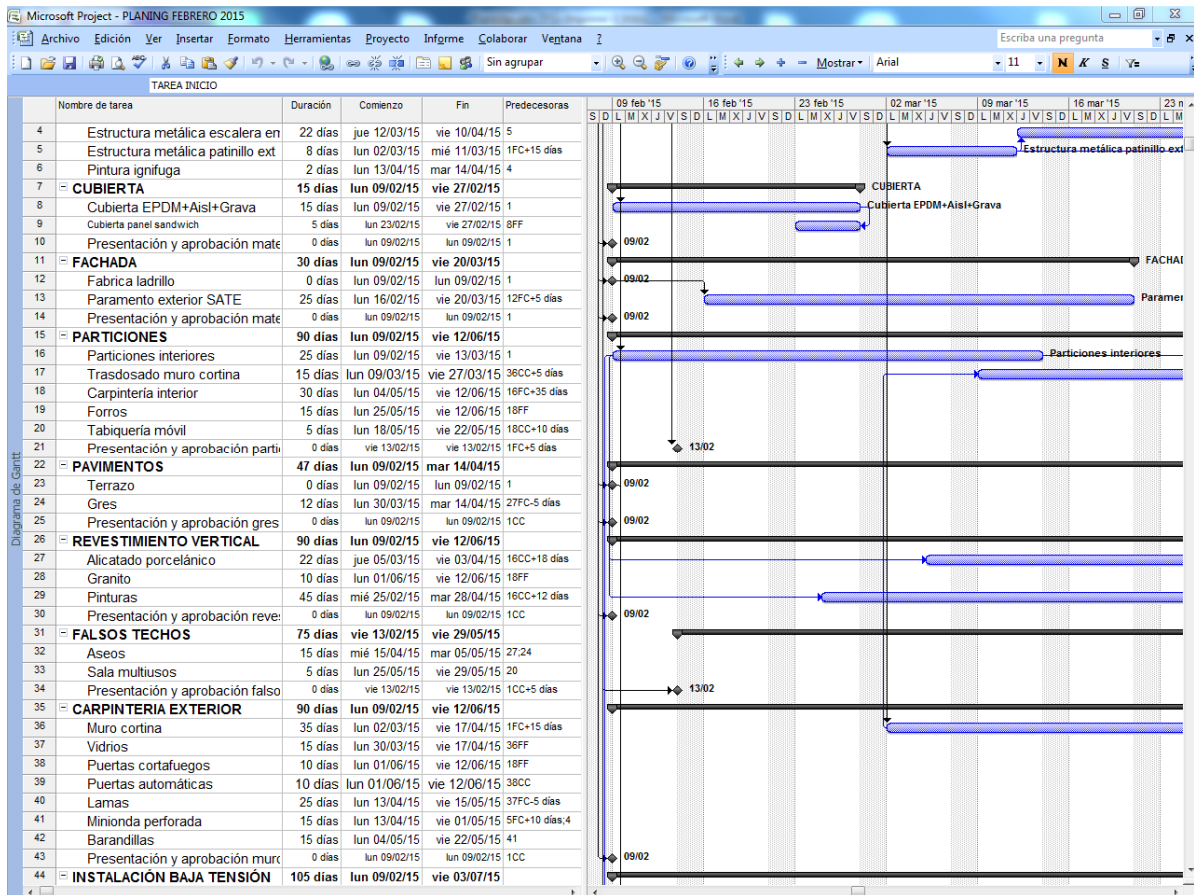 Microsoft Project - PLANING FEBRERO 2015
Archivo Edición Ver Insertar Formato Herramientas Proyecto Informe Colaborar Ventana ? Escriba una pregunta
Sin agrupar Mostrar Arial 11 N K S
TAREA INICIO
Nombre de tarea Duración Comienzo Fin Predecesoras 09 feb '15 16 feb '15 23 feb '15 02 mar '15 09 mar '15 16 mar '15 23 m
S D L M X J V S D L M X J V S D L M X J V S D L M X J V S D L M X J V S D L M X J V S D L M
4 Estructura metálica escalera em 22 días jue 12/03/15 vie 10/04/15 5
5 Estructura metálica patinillo ext 8 días lun 02/03/15 mié 11/03/15 1FC+15 días Estructura metálica patinillo ext
6 Pintura ignifuga 2 días lun 13/04/15 mar 14/04/15 4
7 CUBIERTA 15 días lun 09/02/15 vie 27/02/15 CUBIERTA
8 Cubierta EPDM+Aisl+Grava 15 días lun 09/02/15 vie 27/02/15 1 Cubierta EPDM+Aisl+Grava
9 Cubierta panel sandwich 5 días lun 23/02/15 vie 27/02/15 8FF
10 Presentación y aprobación mate 0 días lun 09/02/15 lun 09/02/15 1 09/02
11 FACHADA 30 días lun 09/02/15 vie 20/03/15 FACHAD
12 Fabrica ladrillo 0 días lun 09/02/15 lun 09/02/15 1 09/02
13 Paramento exterior SATE 25 días lun 16/02/15 vie 20/03/15 12FC+5 días Paramen
14 Presentación y aprobación mate 0 días lun 09/02/15 lun 09/02/15 1 09/02
15 PARTICIONES 90 días lun 09/02/15 vie 12/06/15
16 Particiones interiores 25 días lun 09/02/15 vie 13/03/15 1 Particiones interiores
17 Trasdosado muro cortina 15 días lun 09/03/15 vie 27/03/15 36CC+5 días
18 Carpintería interior 30 días lun 04/05/15 vie 12/06/15 16FC+35 días
19 Forros 15 días lun 25/05/15 vie 12/06/15 18FF
20 Tabiquería móvil 5 días lun 18/05/15 vie 22/05/15 18CC+10 días
21 Presentación y aprobación parti 0 días vie 13/02/15 vie 13/02/15 1FC+5 días 13/02
22 PAVIMENTOS 47 días lun 09/02/15 mar 14/04/15
23 Terrazo 0 días lun 09/02/15 lun 09/02/15 1 09/02
24 Gres 12 días lun 30/03/15 mar 14/04/15 27FC-5 días
25 Presentación y aprobación gres 0 días lun 09/02/15 lun 09/02/15 1CC 09/02
26 REVESTIMIENTO VERTICAL 90 días lun 09/02/15 vie 12/06/15
27 Alicatado porcelánico 22 días jue 05/03/15 vie 03/04/15 16CC+18 días
28 Granito 10 días lun 01/06/15 vie 12/06/15 18FF
29 Pinturas 45 días mié 25/02/15 mar 28/04/15 16CC+12 días
30 Presentación y aprobación reve 0 días lun 09/02/15 lun 09/02/15 1CC 09/02
31 FALSOS TECHOS 75 días vie 13/02/15 vie 29/05/15
32 Aseos 15 días mié 15/04/15 mar 05/05/15 27;24
33 Sala multiusos 5 días lun 25/05/15 vie 29/05/15 20
34 Presentación y aprobación falso 0 días vie 13/02/15 vie 13/02/15 1CC+5 días 13/02
35 CARPINTERIA EXTERIOR 90 días lun 09/02/15 vie 12/06/15
36 Muro cortina 35 días lun 02/03/15 vie 17/04/15 1FC+15 días
37 Vidrios 15 días lun 30/03/15 vie 17/04/15 36FF
38 Puertas cortafuegos 10 días lun 01/06/15 vie 12/06/15 18FF
39 Puertas automáticas 10 días lun 01/06/15 vie 12/06/15 38CC
40 Lamas 25 días lun 13/04/15 vie 15/05/15 37FC-5 días
41 Minionda perforada 15 días lun 13/04/15 vie 01/05/15 5FC+10 días;4
42 Barandillas 15 días lun 04/05/15 vie 22/05/15 41
43 Presentación y aprobación muro 0 días lun 09/02/15 lun 09/02/15 1CC 09/02
44 INSTALACIÓN BAJA TENSIÓN 105 días lun 09/02/15 vie 03/07/15
Diagrama de Gantt